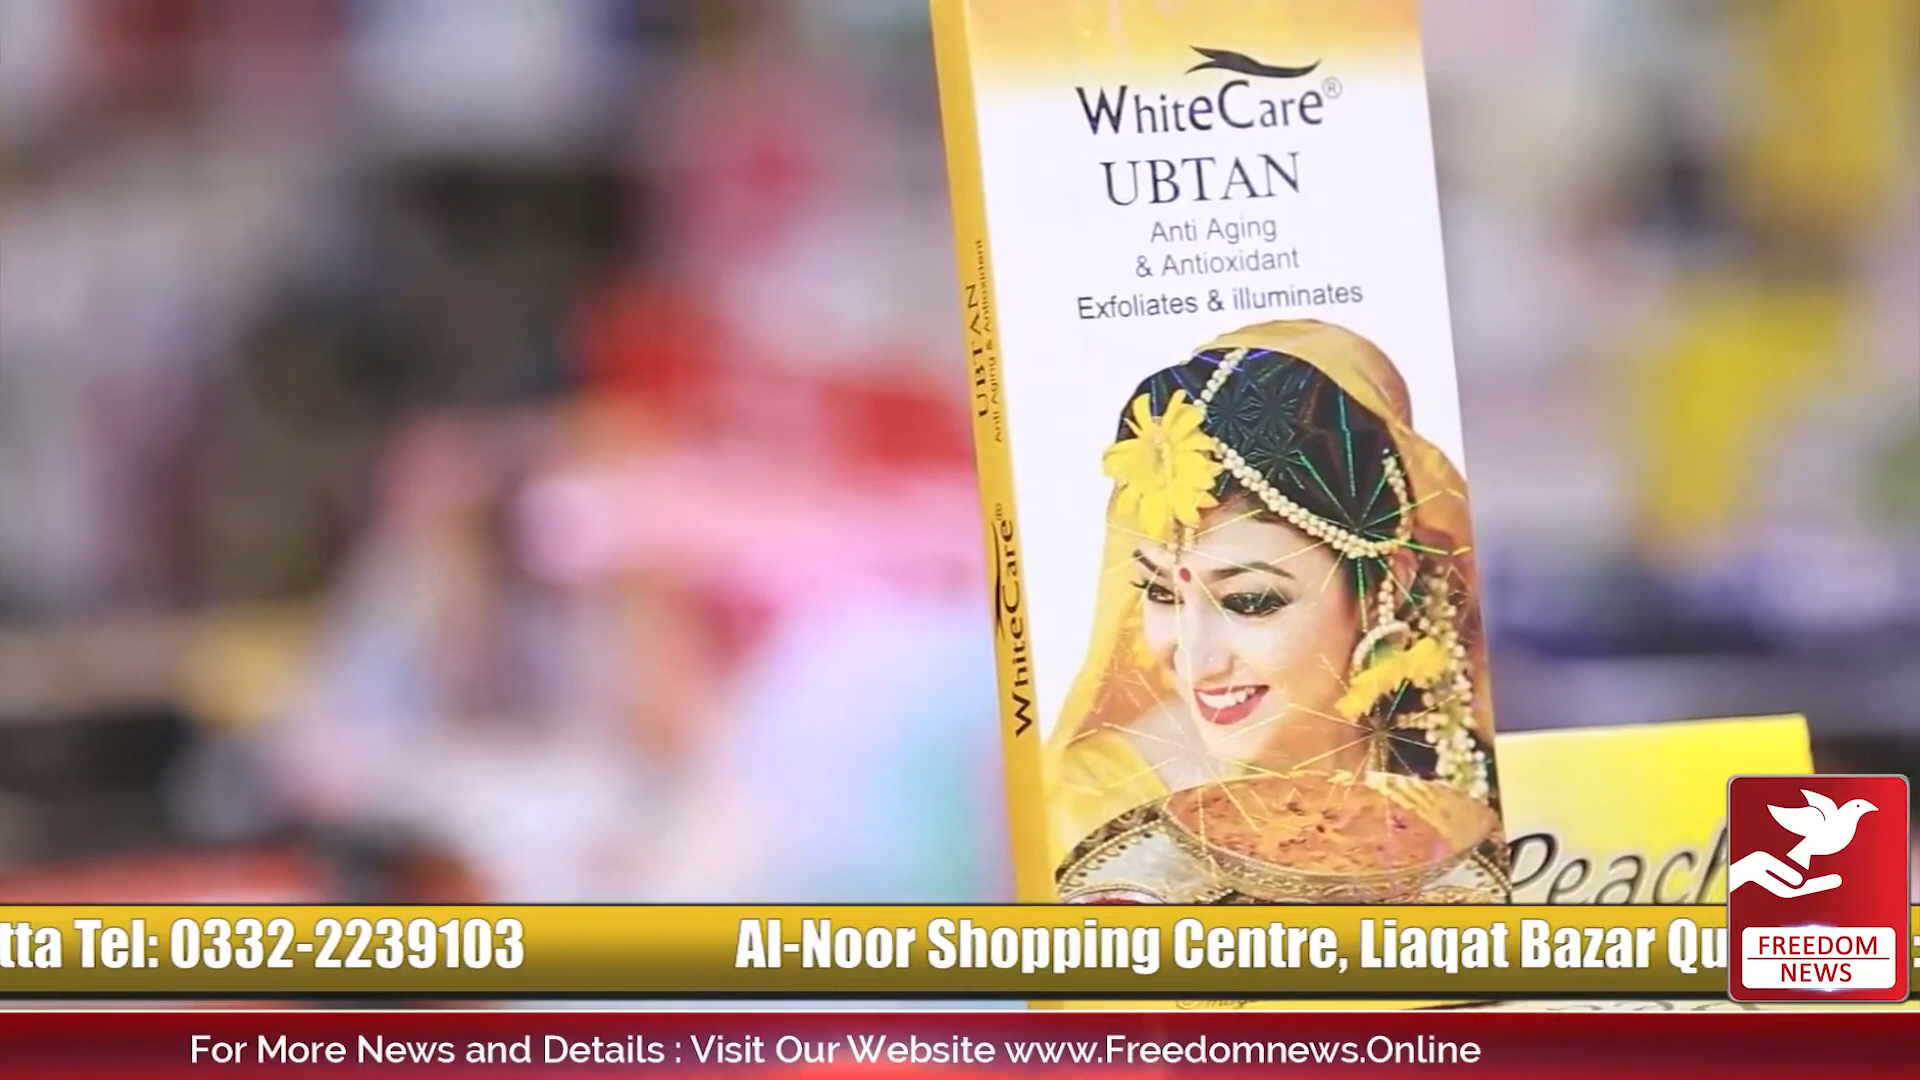 WhiteCare®
UBTAN
Anti Aging
& Antioxidant
Exfoliates & illuminates
UBTAN
Anti Aging & Antioxidant
WhiteCare®
Peach
tta Tel: 0332-2239103 Al-Noor Shopping Centre, Liaqat Bazar Qu
FREEDOM
NEWS
For More News and Details : Visit Our Website www.Freedomnews.Online